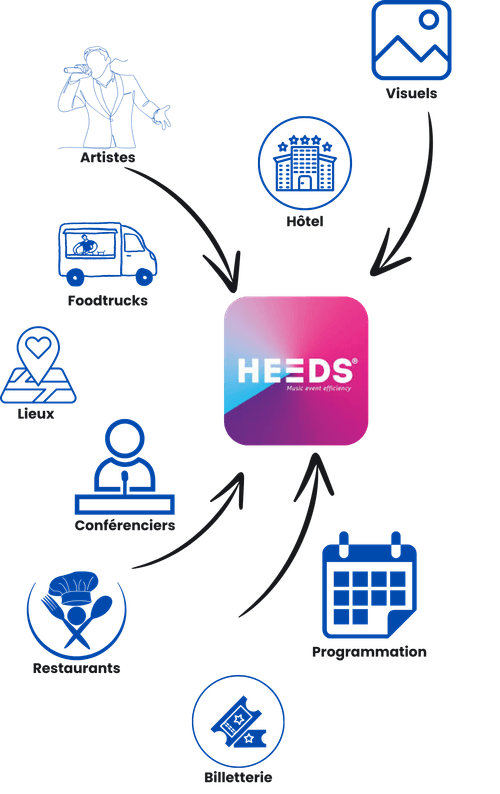 Visuels
Artistes
Hôtel
Foodtrucks
HEEDS®
Music event efficiency
Lieux
Conférenciers
Programmation
Restaurants
Billetterie